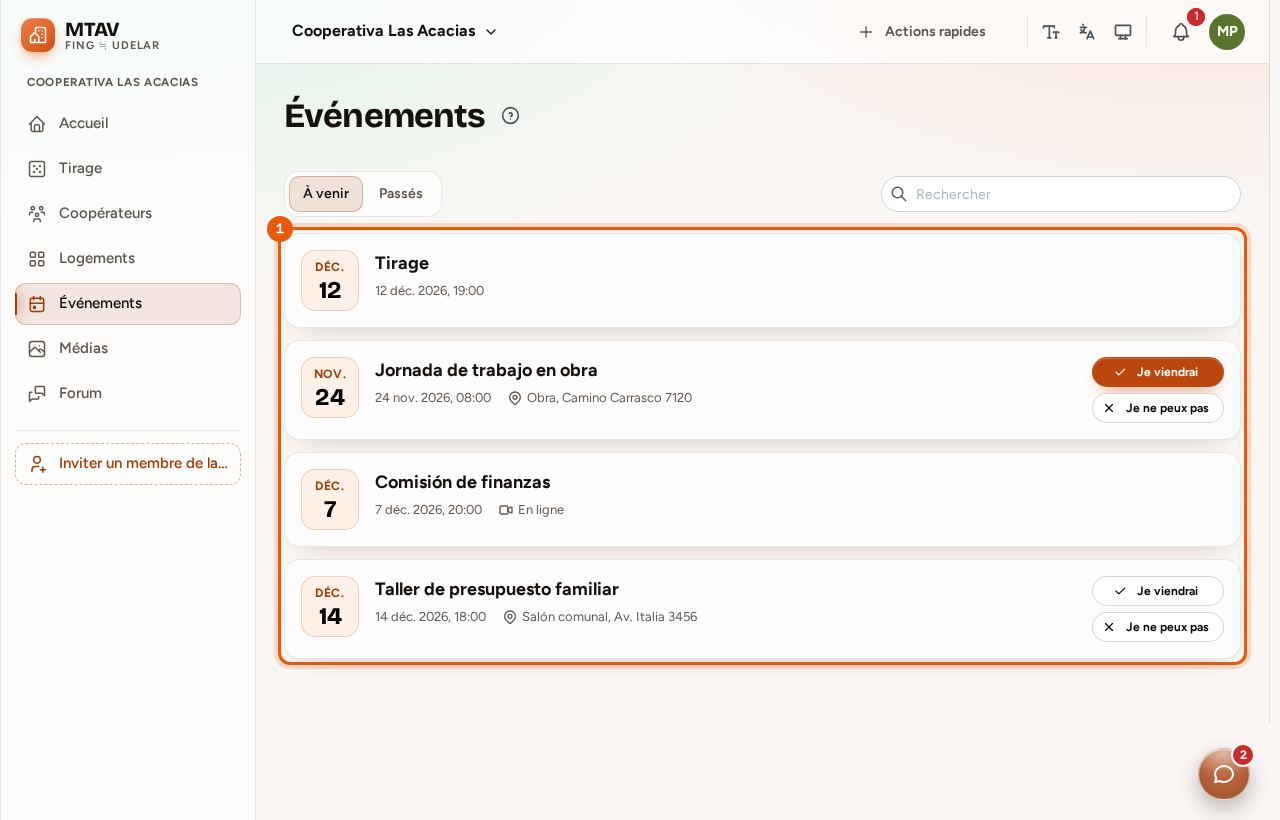 MTAV
FING ≒ UDELAR
COOPERATIVA LAS ACACIAS
Accueil
Tirage
Coopérateurs
Logements
Événements
Médias
Forum
Inviter un membre de la...
Cooperativa Las Acacias
Actions rapides
1
MP
Événements
?
À venir
Passés
Rechercher
1
DÉC.
12
Tirage
12 déc. 2026, 19:00
NOV.
24
Jornada de trabajo en obra
24 nov. 2026, 08:00
Obra, Camino Carrasco 7120
Je viendrai
Je ne peux pas
DÉC.
7
Comisión de finanzas
7 déc. 2026, 20:00
En ligne
DÉC.
14
Taller de presupuesto familiar
14 déc. 2026, 18:00
Salón comunal, Av. Italia 3456
Je viendrai
Je ne peux pas
2